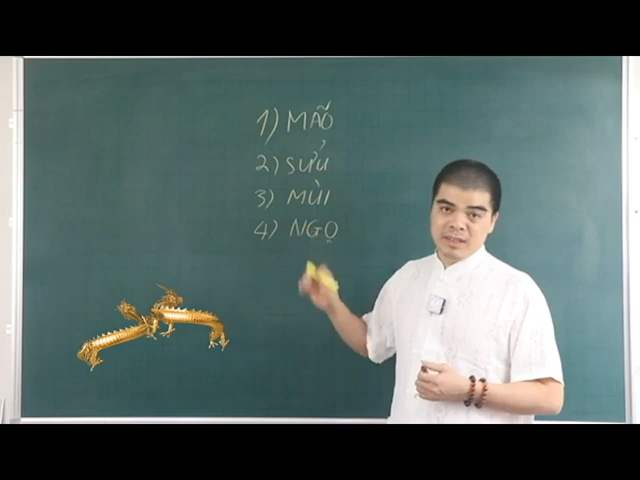 1) MÃO
2) SỬU
3) MÙI
4) NGỌ